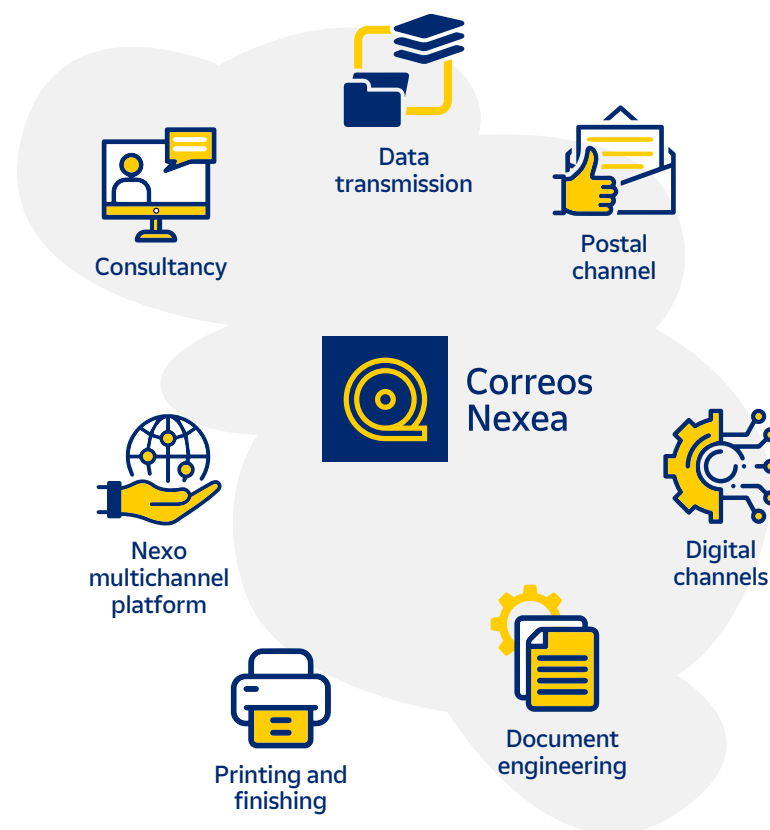 Data
transmission
Postal
channel
Consultancy
Correos
Nexea
Nexo
multichannel
platform
Digital
channels
Document
engineering
Printing and
finishing